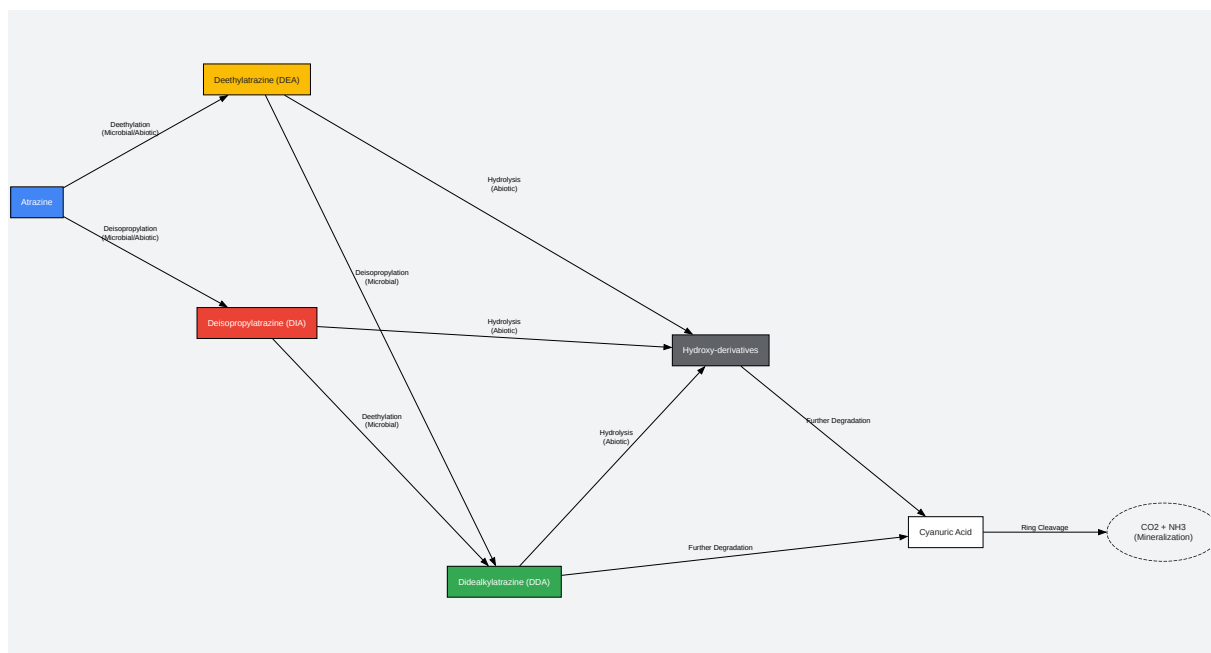 Deethylatrazine (DEA)
Deethylation
(Microbial/Abiotic)
Hydrolysis
(Abiotic)
Atrazine
Deisopropylation
(Microbial/Abiotic)
Deisopropylation
(Microbial)
Deisopropylatrazine (DIA)
Hydrolysis
(Abiotic)
Hydroxy-derivatives
Deethylation
(Microbial)
Hydrolysis
(Abiotic)
Further Degradation
Cyanuric Acid
Ring Cleavage
CO2 + NH3
(Mineralization)
Further Degradation
Didealkylatrazine (DDA)